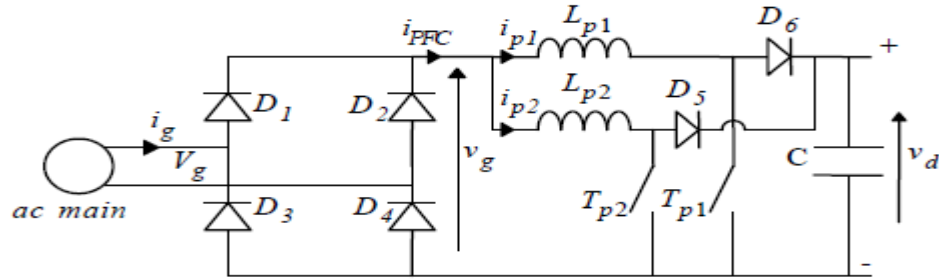 i_PFC
i_p1
L_p1
D_6
+
i_p2
L_p2
D_5
D_1
D_2
i_g
V_g
v_g
C
v_d
ac main
D_3
D_4
T_p2
T_p1
-